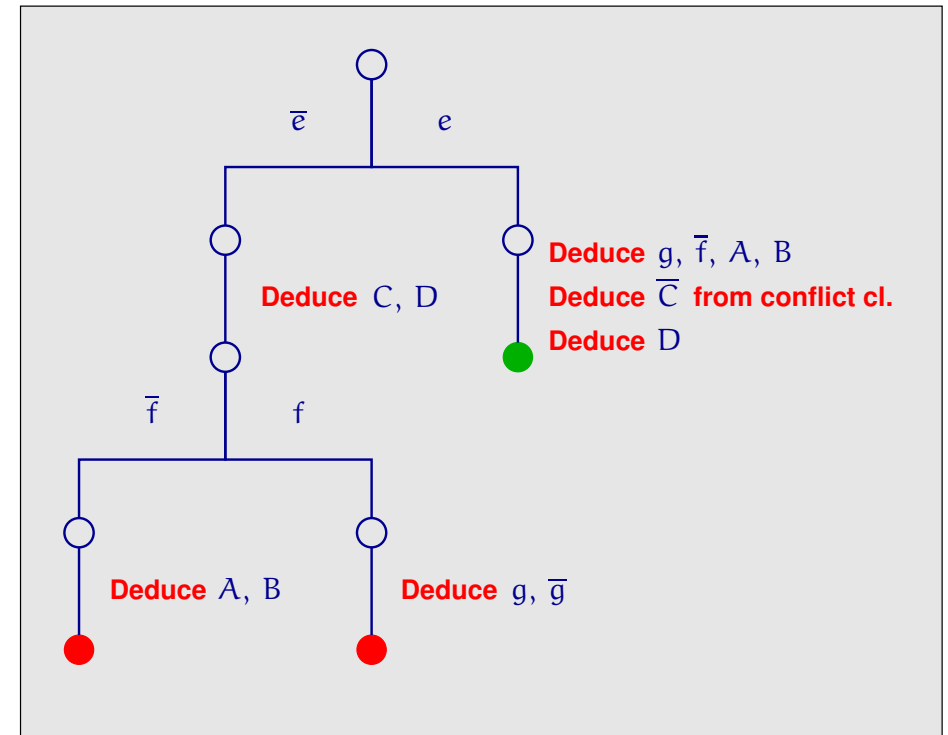 e̅ e
Deduce g, f̅, A, B
Deduce C, D
Deduce C̅ from conflict cl.
Deduce D
f̅ f
Deduce A, B
Deduce g, g̅